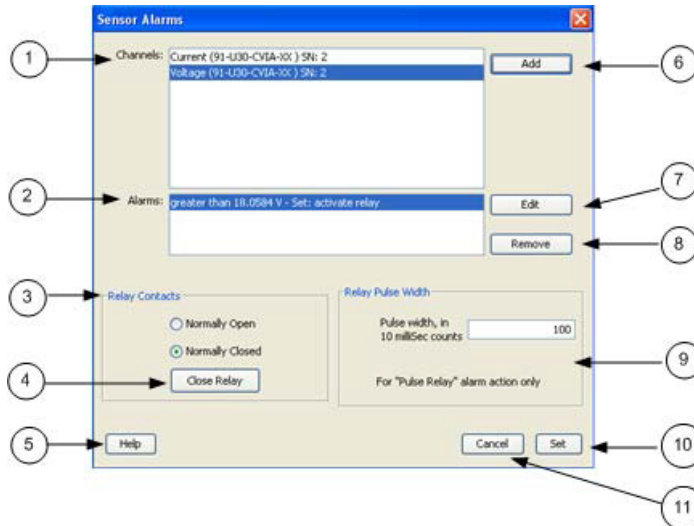 Sensor Alarms
1
Channels:
Current (91-U30-CVIA-XX ) SN: 2
Voltage (91-U30-CVIA-XX ) SN: 2
Add
6
2
Alarms:
greater than 18.0584 V - Set: activate relay
Edit
7
Remove
8
3
Relay Contacts
Normally Open
Normally Closed
4
Close Relay
Relay Pulse Width
Pulse width, in
10 milliSec counts
100
9
For "Pulse Relay" alarm action only
5
Help
Cancel
Set
10
11